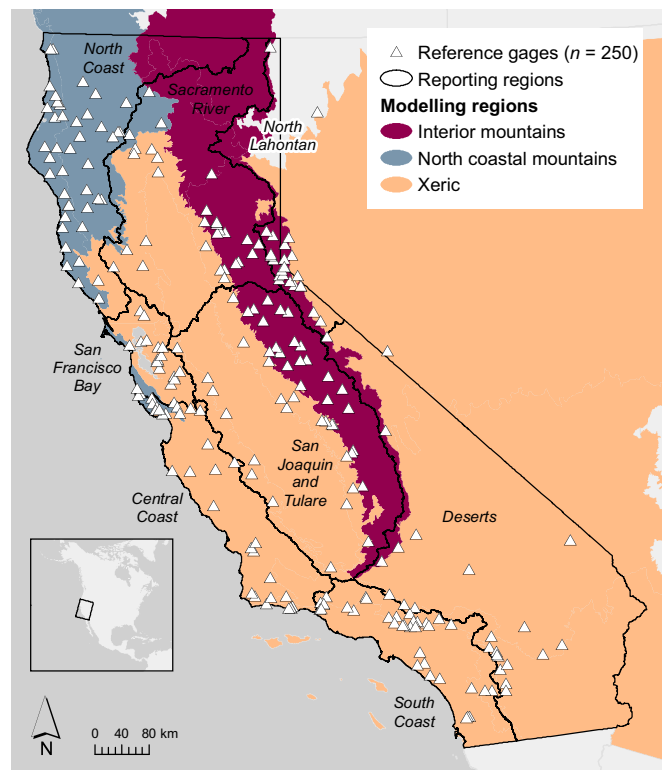 Reference gages (n = 250)
Reporting regions
Modelling regions
Interior mountains
North coastal mountains
Xeric
North
Coast
Sacramento
River
North
Lahontan
San
Francisco
Bay
San
Joaquin
and
Tulare
Central
Coast
Deserts
South
Coast
N
0 40 80 km